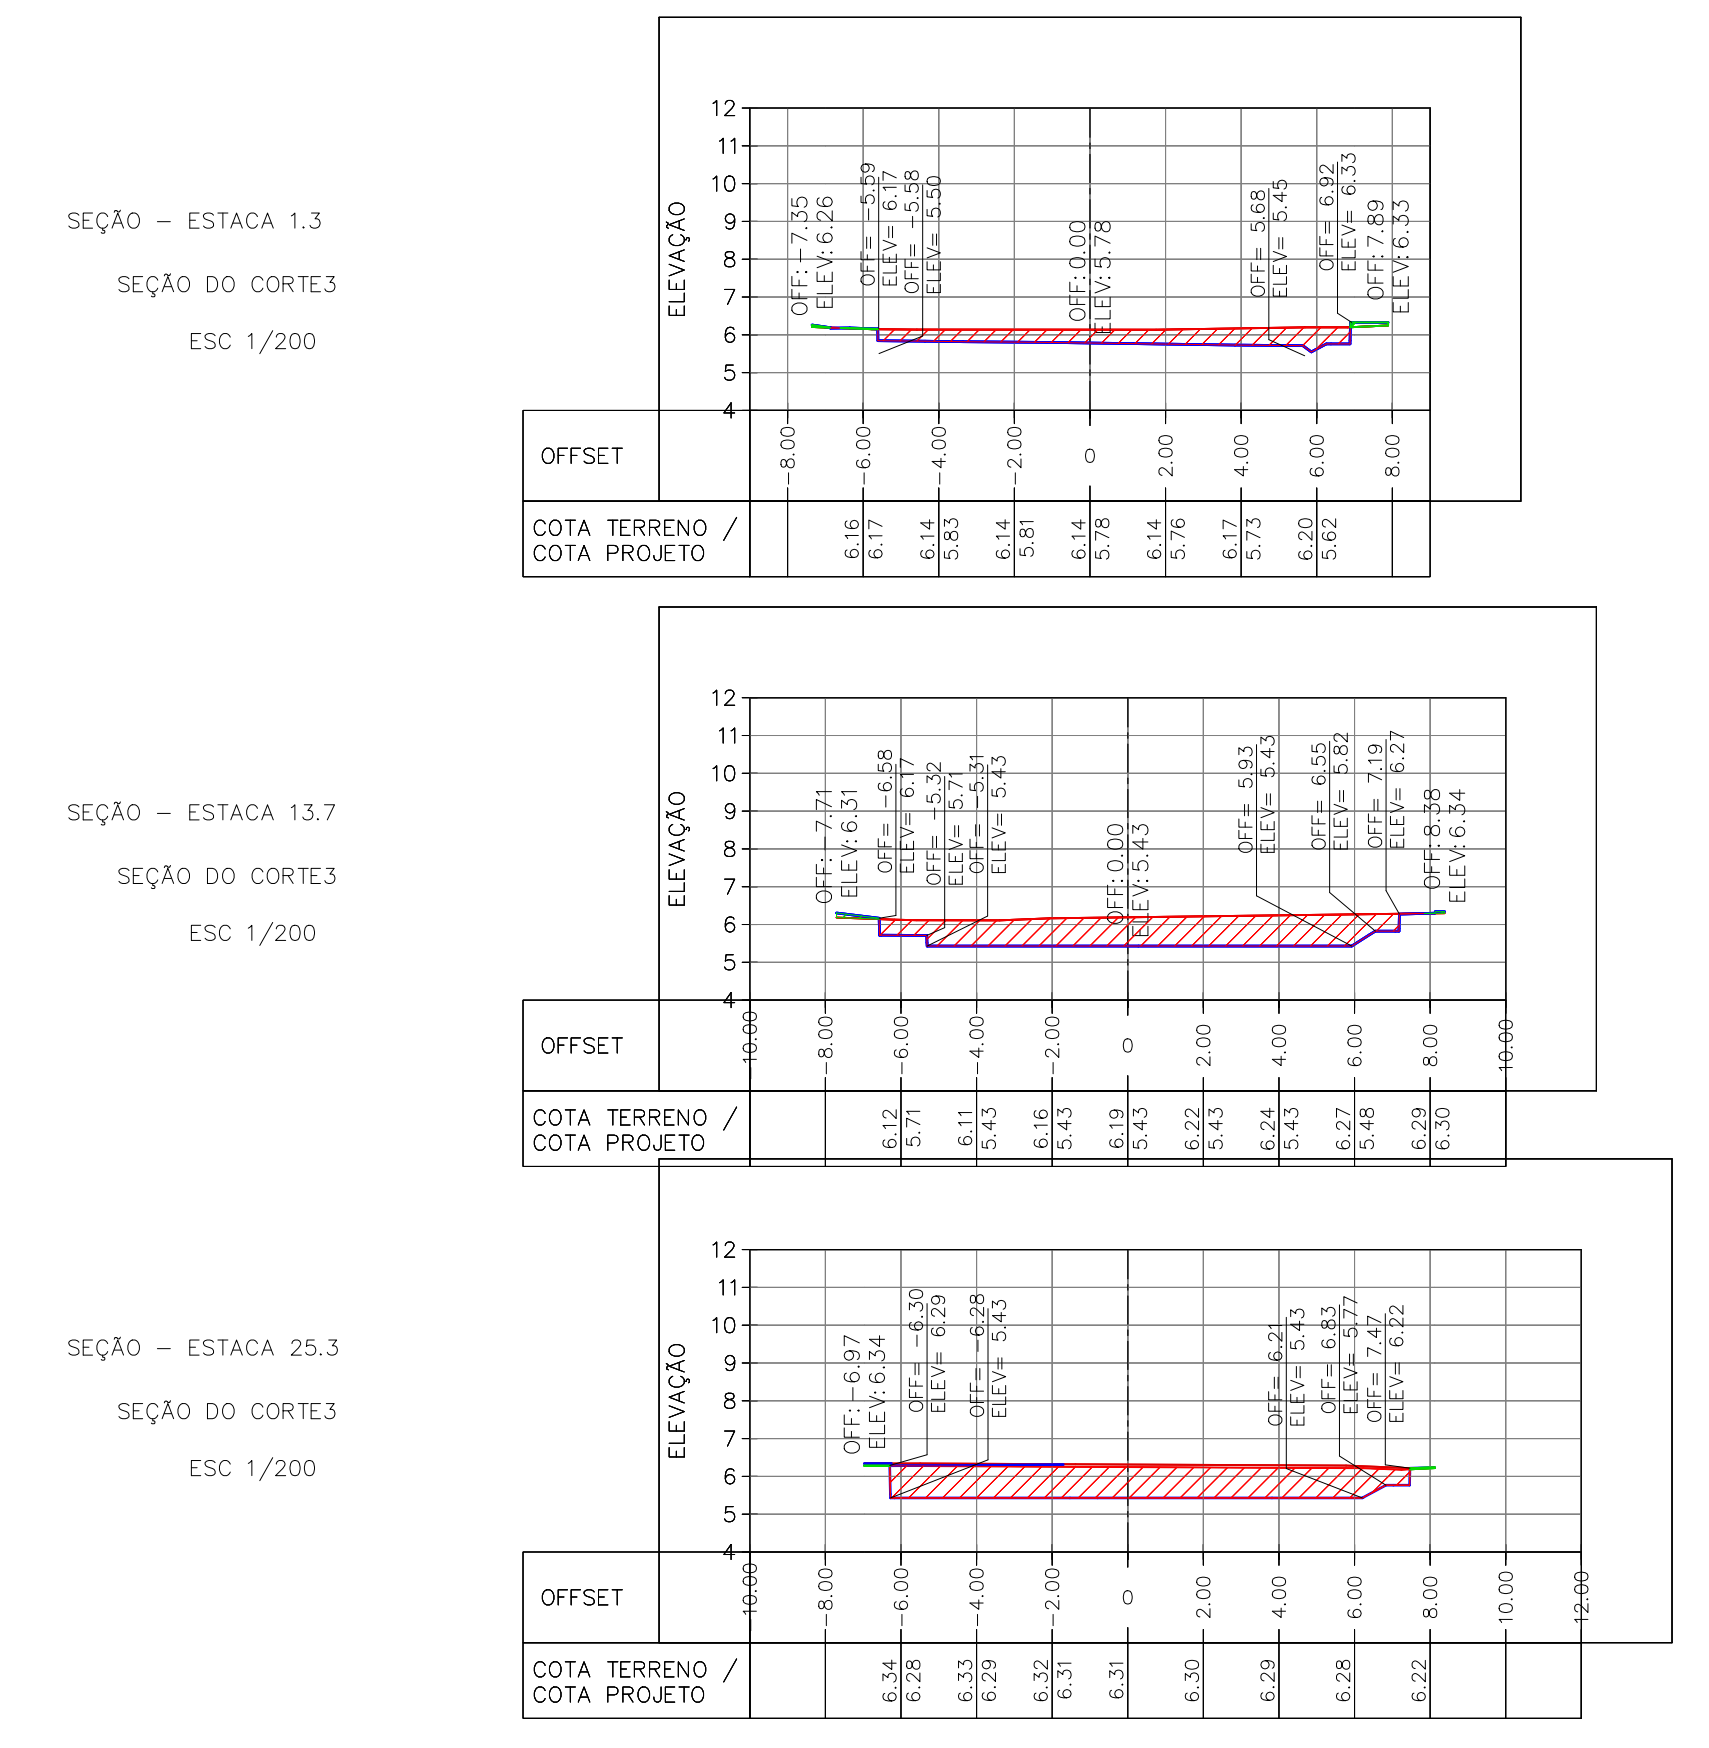 SEÇÃO – ESTACA 1.3
SEÇÃO DO CORTE3
ESC 1/200
ELEVAÇÃO
12
11
10
9
8
7
6
5
4
OFF:-7.35
ELEV:6.26
OFF= -5.59
ELEV= 6.17
OFF= -5.58
ELEV= 5.50
OFF:0.00
ELEV:5.78
OFF= 5.68
ELEV= 5.45
OFF= 6.92
ELEV= 6.33
OFF:7.89
ELEV:6.33
OFFSET
-8.00
-6.00
-4.00
-2.00
0
2.00
4.00
6.00
8.00
COTA TERRENO /
COTA PROJETO
6.16
6.17
6.14
5.83
6.14
5.81
6.14
5.78
6.14
5.76
6.17
5.73
6.20
5.62
SEÇÃO – ESTACA 13.7
SEÇÃO DO CORTE3
ESC 1/200
ELEVAÇÃO
12
11
10
9
8
7
6
5
4
OFF:-7.71
ELEV:6.31
OFF= -6.58
ELEV= 6.17
OFF= -5.32
ELEV= 5.71
OFF= -5.31
ELEV= 5.43
OFF:0.00
ELEV:5.43
OFF= 5.93
ELEV= 5.43
OFF= 6.55
ELEV= 5.82
OFF= 7.19
ELEV= 6.27
OFF:8.38
ELEV:6.34
OFFSET
-10.00
-8.00
-6.00
-4.00
-2.00
0
2.00
4.00
6.00
8.00
10.00
COTA TERRENO /
COTA PROJETO
6.12
5.71
6.11
5.43
6.16
5.43
6.19
5.43
6.22
5.43
6.24
5.43
6.27
5.48
6.29
6.30
SEÇÃO – ESTACA 25.3
SEÇÃO DO CORTE3
ESC 1/200
ELEVAÇÃO
12
11
10
9
8
7
6
5
4
OFF:-6.97
ELEV:6.34
OFF= -6.30
ELEV= 6.29
OFF= -6.28
ELEV= 5.43
OFF= 6.21
ELEV= 5.43
OFF= 6.83
ELEV= 5.77
OFF= 7.47
ELEV= 6.22
OFFSET
-10.00
-8.00
-6.00
-4.00
-2.00
0
2.00
4.00
6.00
8.00
10.00
12.00
COTA TERRENO /
COTA PROJETO
6.34
6.28
6.33
6.29
6.32
6.31
6.31
6.30
6.29
6.28
6.22